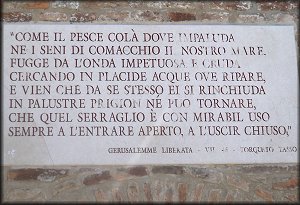 "COME IL PESCE COLÀ DOVE IMPALUDA
NE I SENI DI COMACCHIO IL NOSTRO MARE,
FUGGE DA L'ONDA IMPETUOSA E CRUDA
CERCANDO IN PLACIDE ACQUE OVE RIPARE,
E VIEN CHE DA SE STESSO EI SI RINCHIUDA
IN PALUSTRE PRIGION NÉ PUÒ TORNARE,
CHE QUEL SERRAGLIO È CON MIRABIL USO
SEMPRE A L'ENTRARE APERTO, A L'USCIR CHIUSO,"
GERUSALEMME LIBERATA - VII - TORQUATO TASSO